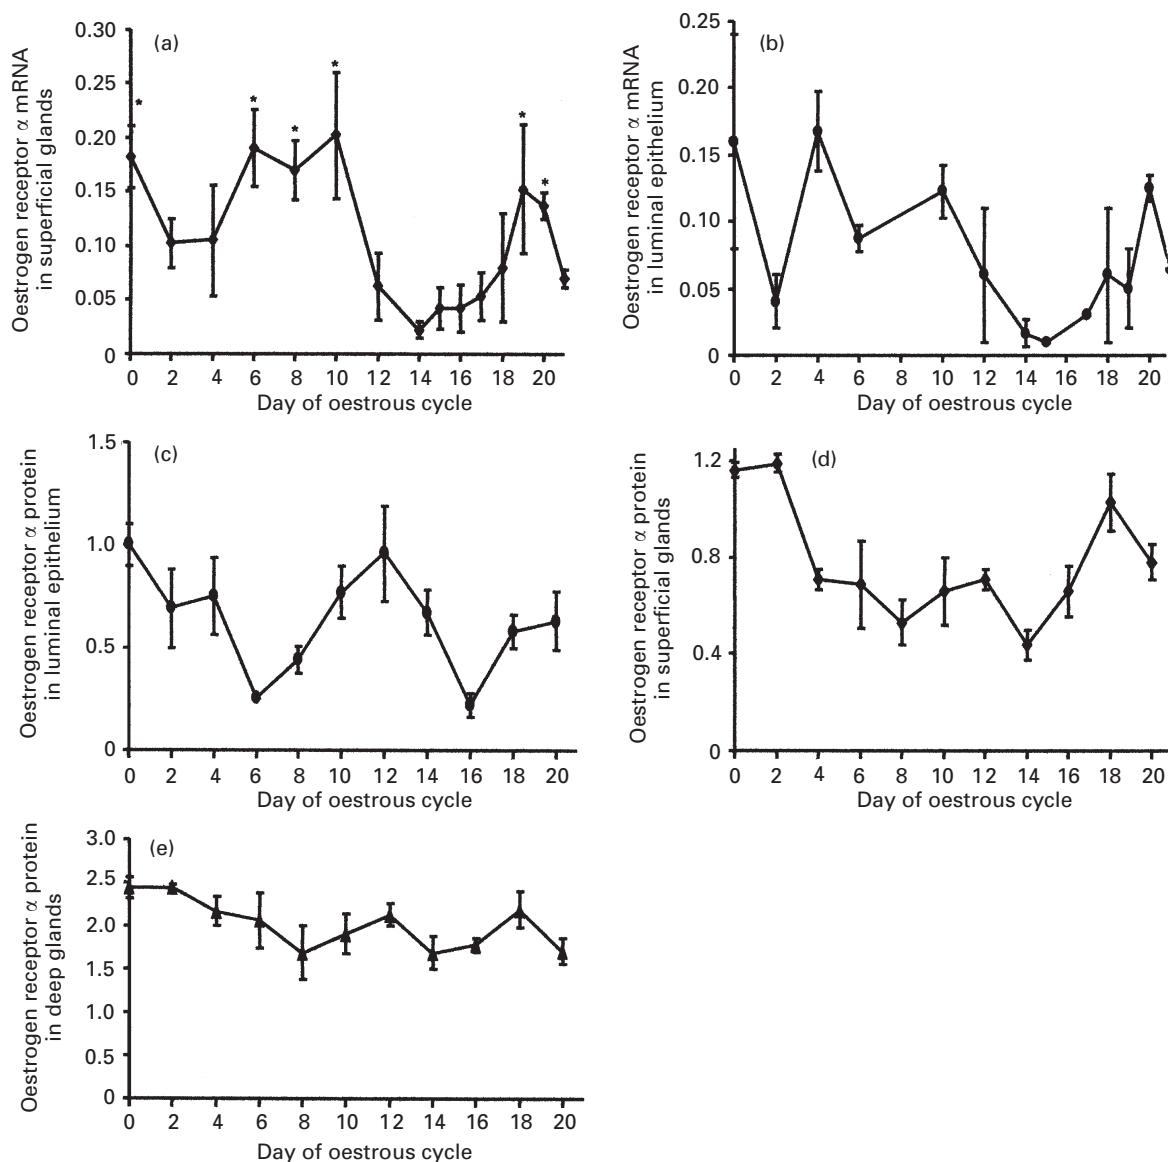 (a)
Oestrogen receptor α mRNA
in superficial glands
0.30
0.25
0.20
0.15
0.10
0.05
0
* * * * * *
0 2 4 6 8 10 12 14 16 18 20
Day of oestrous cycle
(b)
Oestrogen receptor α mRNA
in luminal epithelium
0.25
0.20
0.15
0.10
0.05
0
0 2 4 6 8 10 12 14 16 18 20
Day of oestrous cycle
(c)
Oestrogen receptor α protein
in luminal epithelium
1.5
1.0
0.5
0
0 2 4 6 8 10 12 14 16 18 20
Day of oestrous cycle
(d)
Oestrogen receptor α protein
in superficial glands
1.2
0.8
0.4
0
0 2 4 6 8 10 12 14 16 18 20
Day of oestrous cycle
(e)
Oestrogen receptor α protein
in deep glands
3.0
2.5
2.0
1.5
1.0
0.5
0
0 2 4 6 8 10 12 14 16 18 20
Day of oestrous cycle